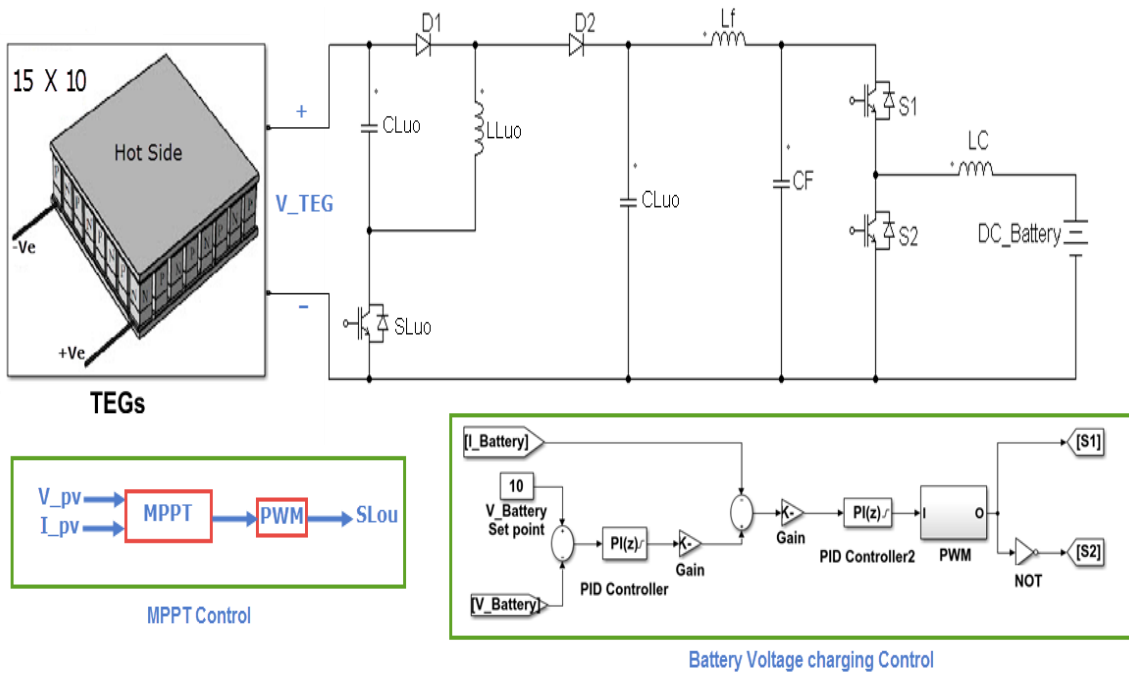 15 X 10
Hot Side
-Ve
+Ve
TEGs
+
V_TEG
−
D1
D2
Lf
CLuo
LLuo
CLuo
CF
S1
S2
LC
DC_Battery
SLuo
V_pv
I_pv
MPPT
PWM
SLou
MPPT Control
[I_Battery]
10
V_Battery
Set point
[V_Battery]
PI(z)
PID Controller
K-
Gain
K-
Gain
PI(z)
PID Controller2
I
O
PWM
NOT
[S1]
[S2]
Battery Voltage charging Control